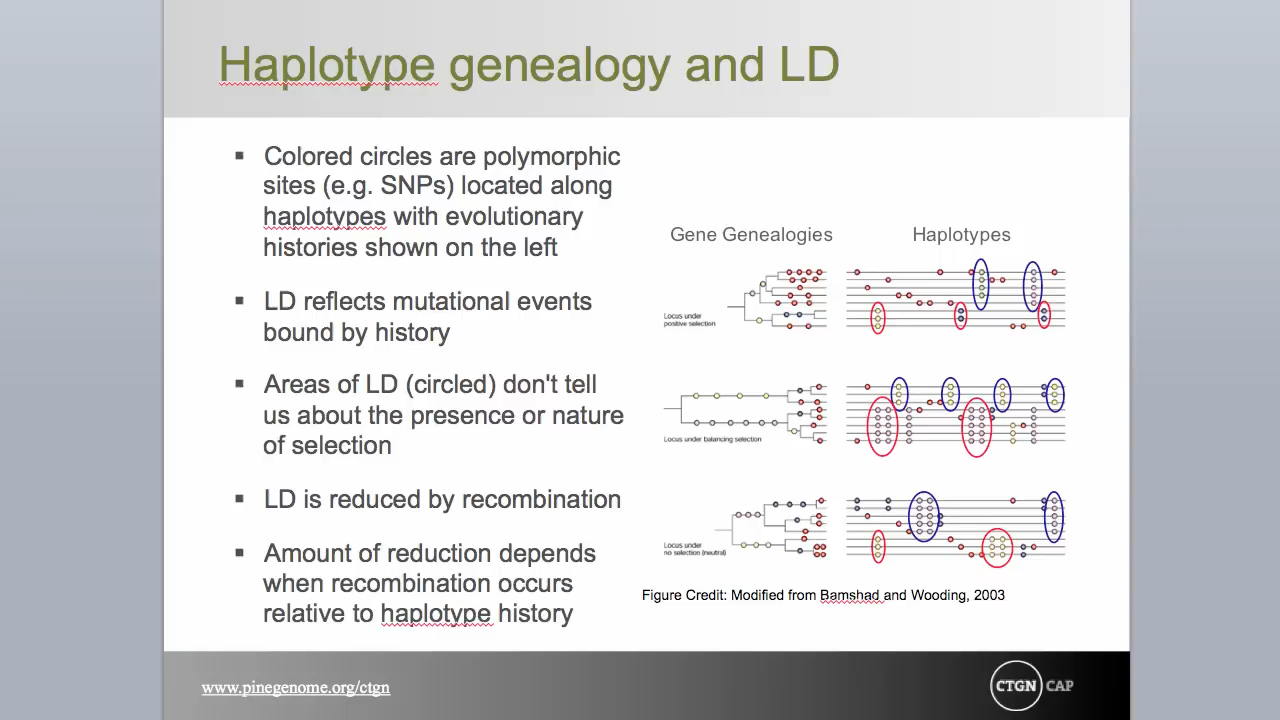 Haplotype genealogy and LD
▪ Colored circles are polymorphic
sites (e.g. SNPs) located along
haplotypes with evolutionary
histories shown on the left
▪ LD reflects mutational events
bound by history
▪ Areas of LD (circled) don't tell
us about the presence or nature
of selection
▪ LD is reduced by recombination
▪ Amount of reduction depends
when recombination occurs
relative to haplotype history
Gene Genealogies
Haplotypes
Locus under
positive selection
Locus under balancing selection
Locus under
no selection (neutral)
Figure Credit: Modified from Bamshad and Wooding, 2003
www.pinegenome.org/ctgn
CTGN CAP